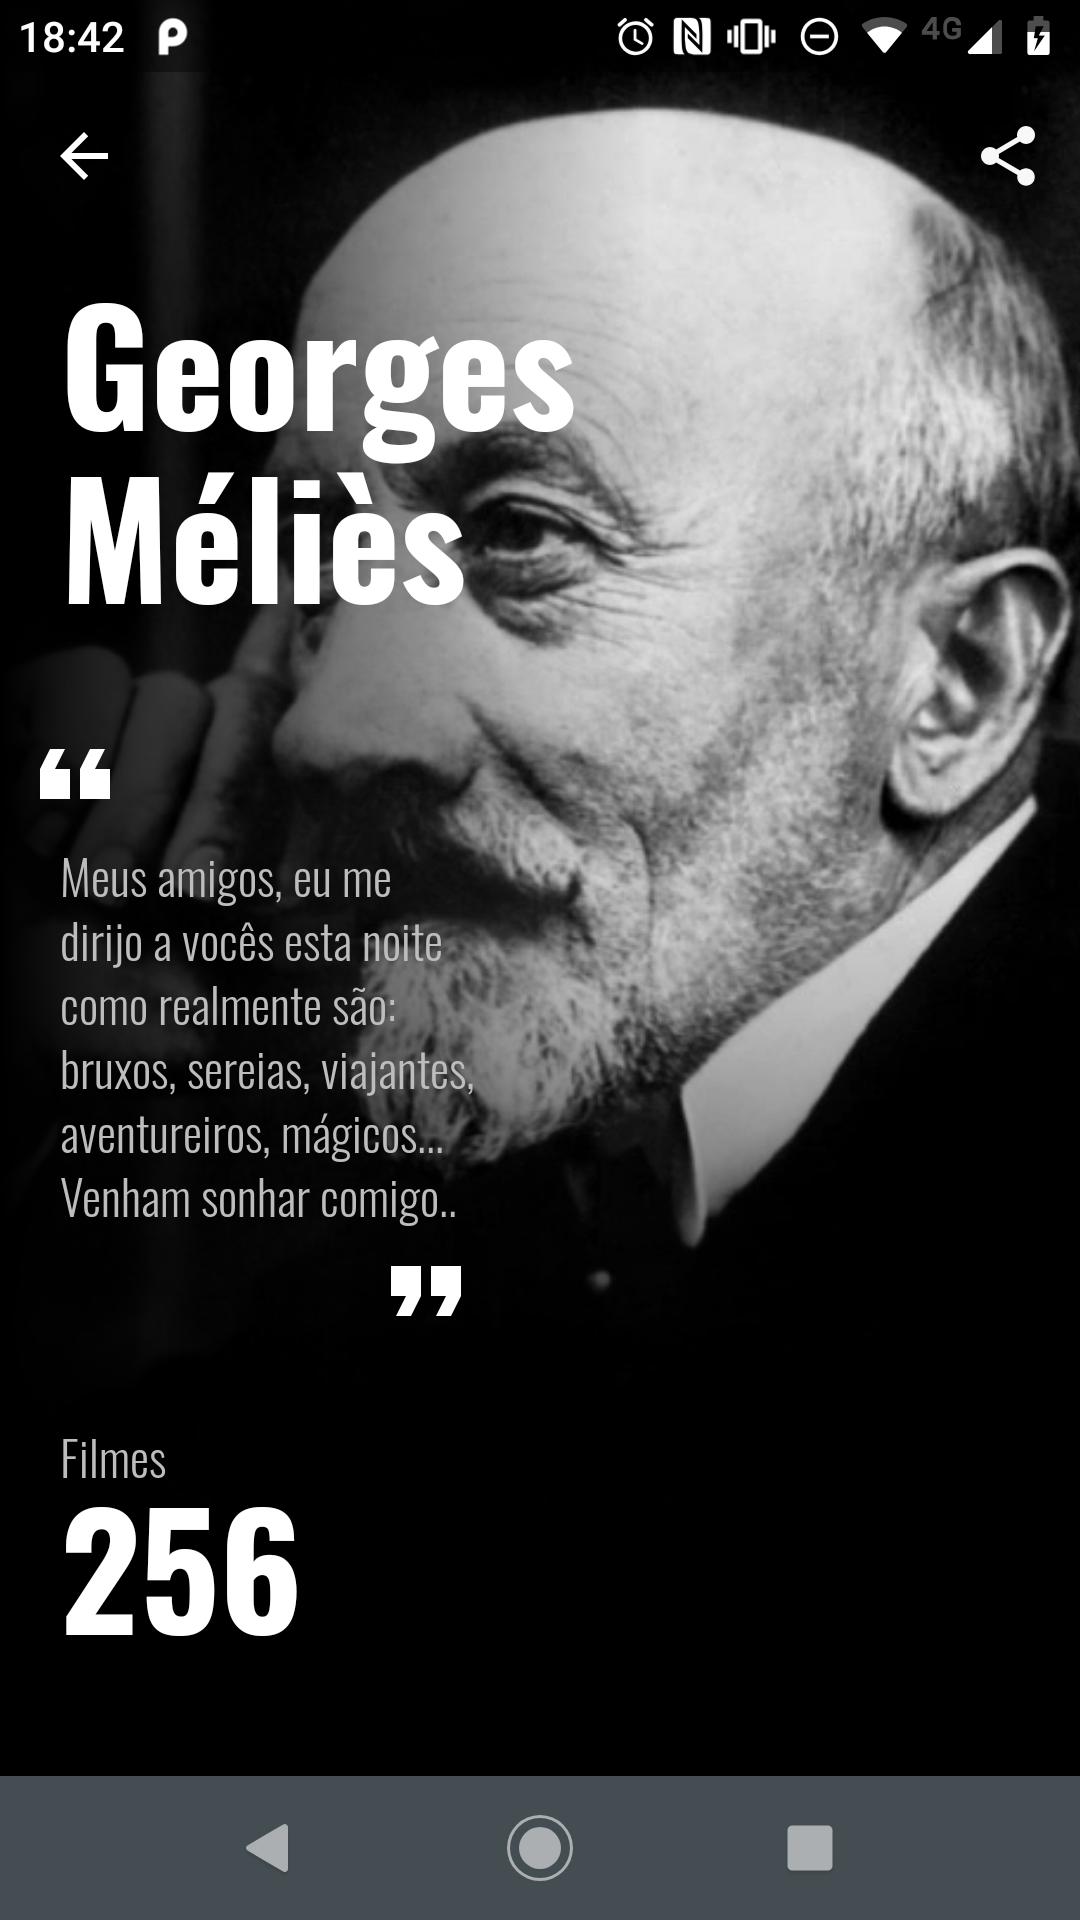 18:42
4G
Georges
Méliès
“
Meus amigos, eu me
dirijo a vocês esta noite
como realmente são:
bruxos, sereias, viajantes,
aventureiros, mágicos...
Venham sonhar comigo..
”
Filmes
256